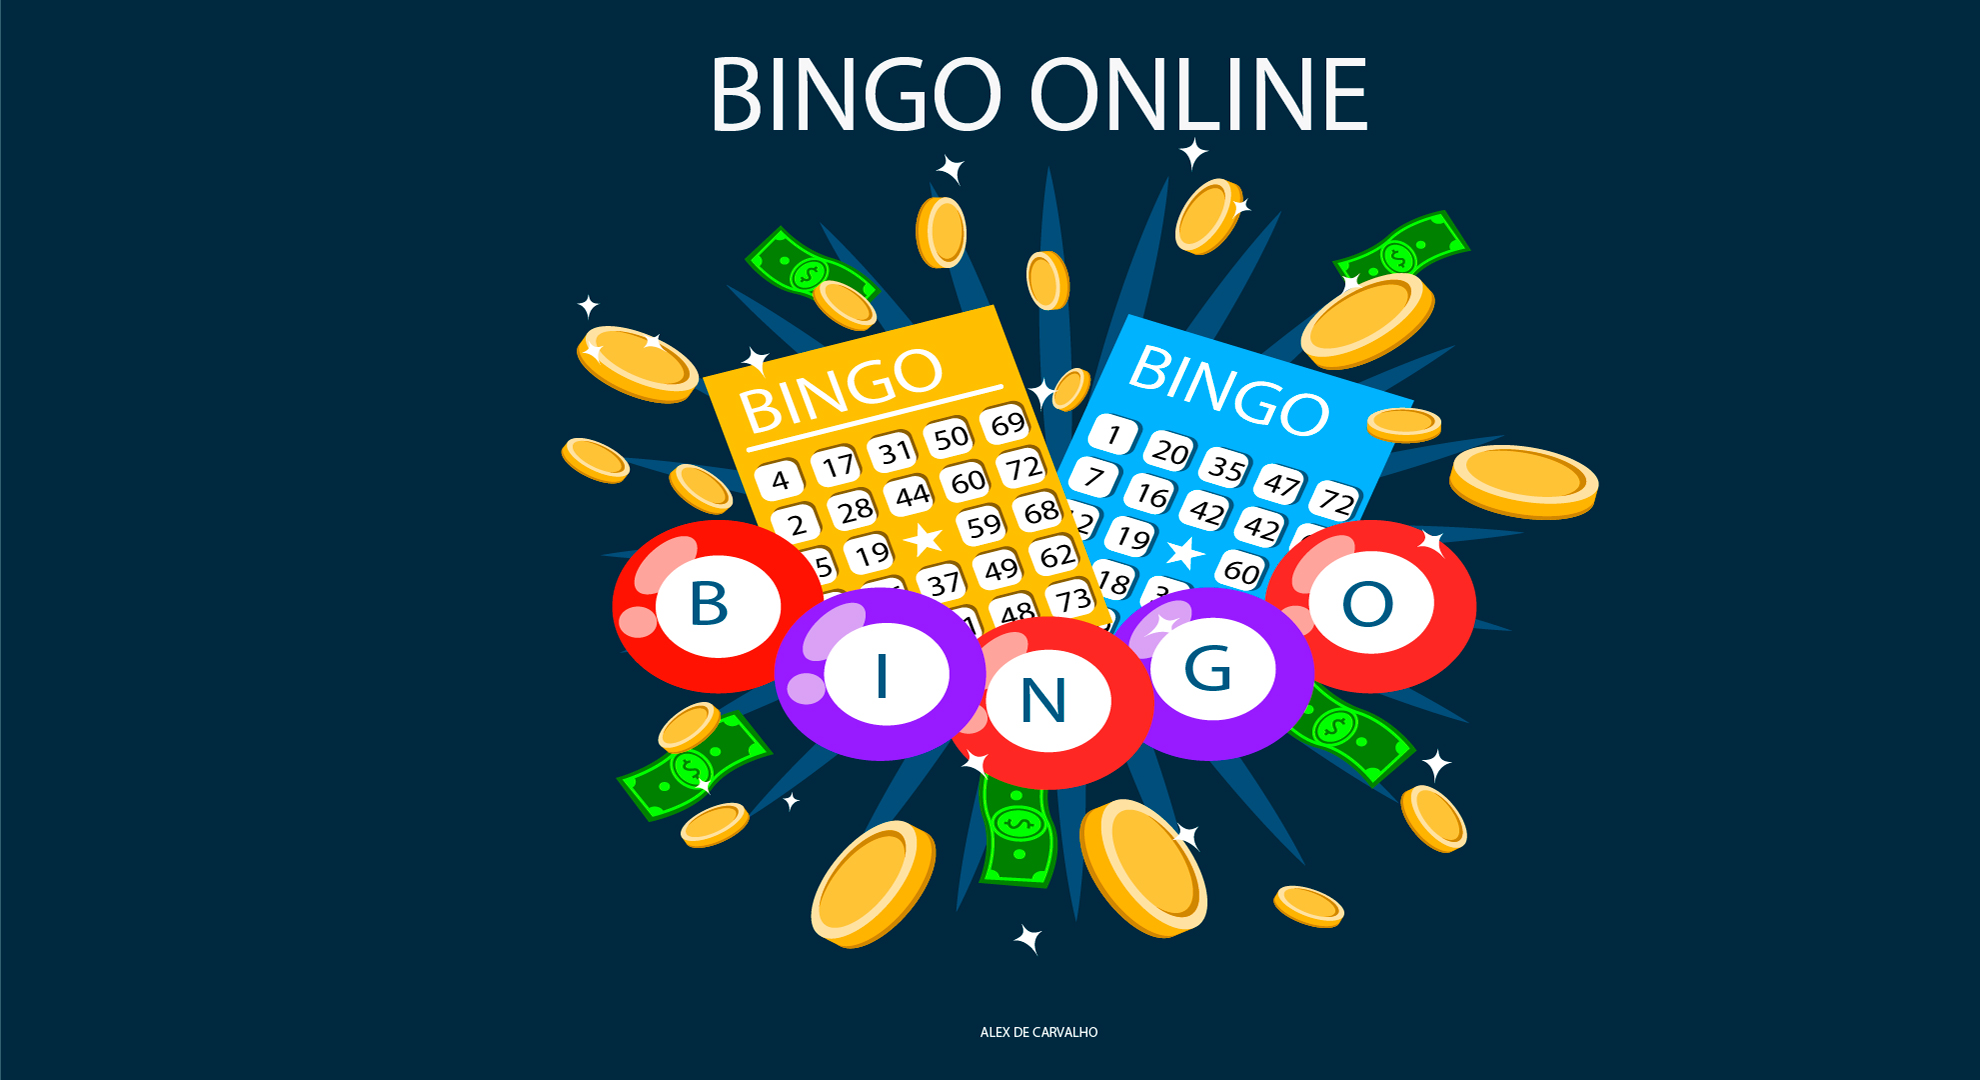 BINGO ONLINE
BINGO
4 17 31 50 69
2 28 44 60 72
5 19 59 68
37 49 62
48 73
BINGO
1 20 35 47 72
7 16 42 42
19 60
18
B I N G O
ALEX DE CARVALHO